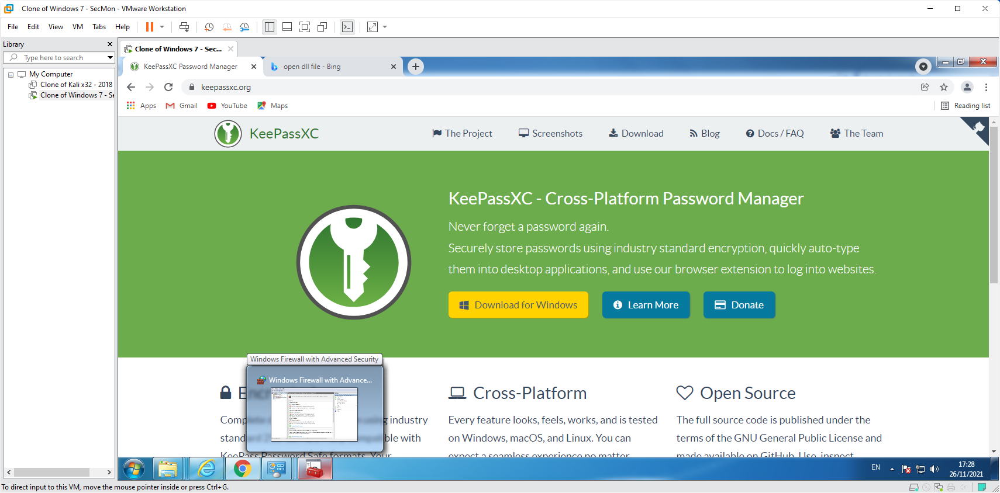 Clone of Windows 7 - SecMon - VMware Workstation
File Edit View VM Tabs Help
Library
Type here to search
My Computer
Clone of Kali x32 - 2018
Clone of Windows 7 - Se
Clone of Windows 7 - Sec...
KeePassXC Password Manager
open dll file - Bing
keepassxc.org
Apps Gmail YouTube Maps
Reading list
KeePassXC
The Project Screenshots Download Blog Docs / FAQ The Team
KeePassXC - Cross-Platform Password Manager
Never forget a password again.
Securely store passwords using industry standard encryption, quickly auto-type
them into desktop applications, and use our browser extension to log into websites.
Download for Windows Learn More Donate
Windows Firewall with Advanced Security
Windows Firewall with Advance...
Cross-Platform
Open Source
industry
standard
KeePass Password Safe formats. Your
Every feature looks, feels, works, and is tested
on Windows, macOS, and Linux. You can
expect a seamless experience no matter
The full source code is published under the
terms of the GNU General Public License and
made available on GitHub. Use, inspect,
EN
17:28
26/11/2021
To direct input to this VM, move the mouse pointer inside or press Ctrl+G.